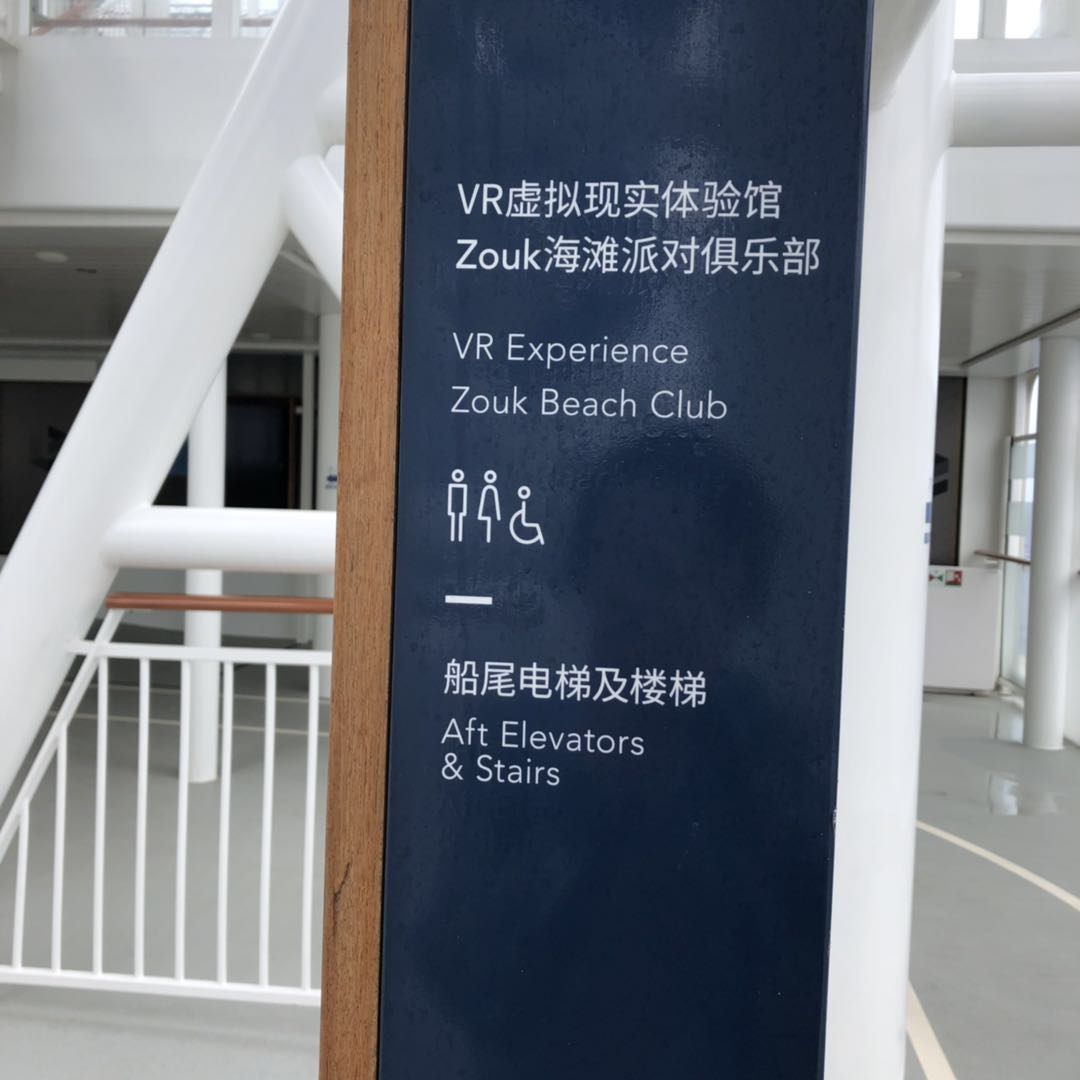 VR虚拟现实体验馆
Zouk海滩派对俱乐部
VR Experience
Zouk Beach Club
船尾电梯及楼梯
Aft Elevators
& Stairs